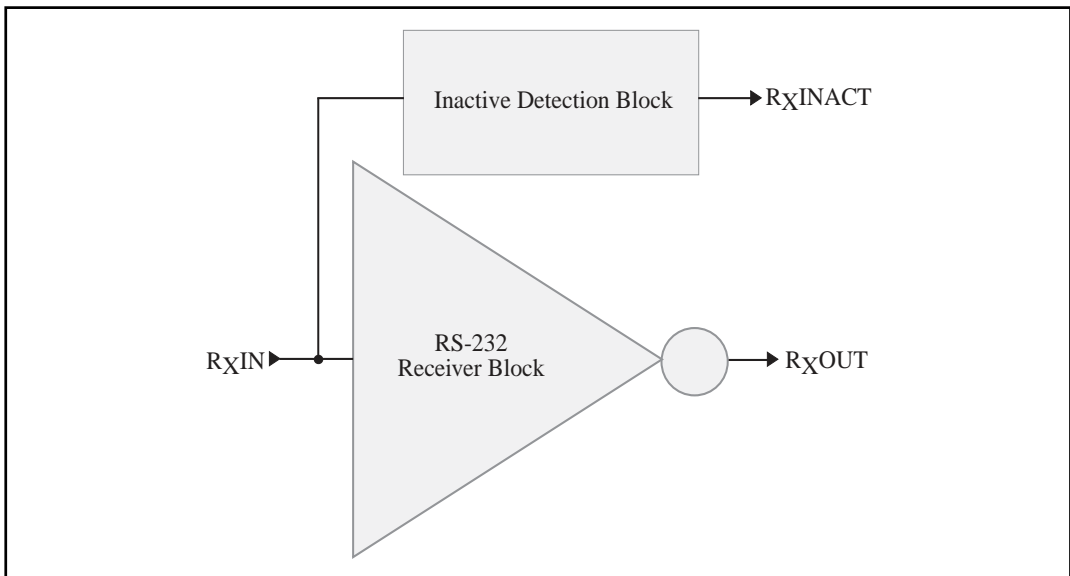 Inactive Detection Block
RXINACT
RS-232
Receiver Block
RXIN
RXOUT